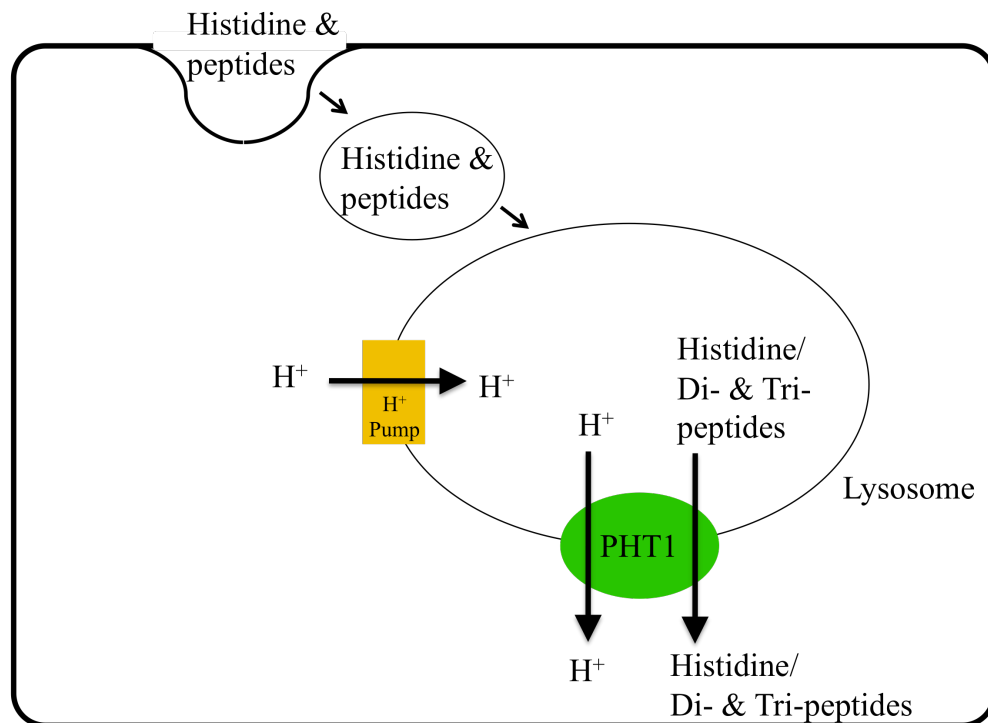 Histidine &
peptides
Histidine &
peptides
H⁺
H⁺
H⁺
Pump
Histidine/
Di- & Tri-
peptides
H⁺
Lysosome
PHT1
H⁺
Histidine/
Di- & Tri-peptides